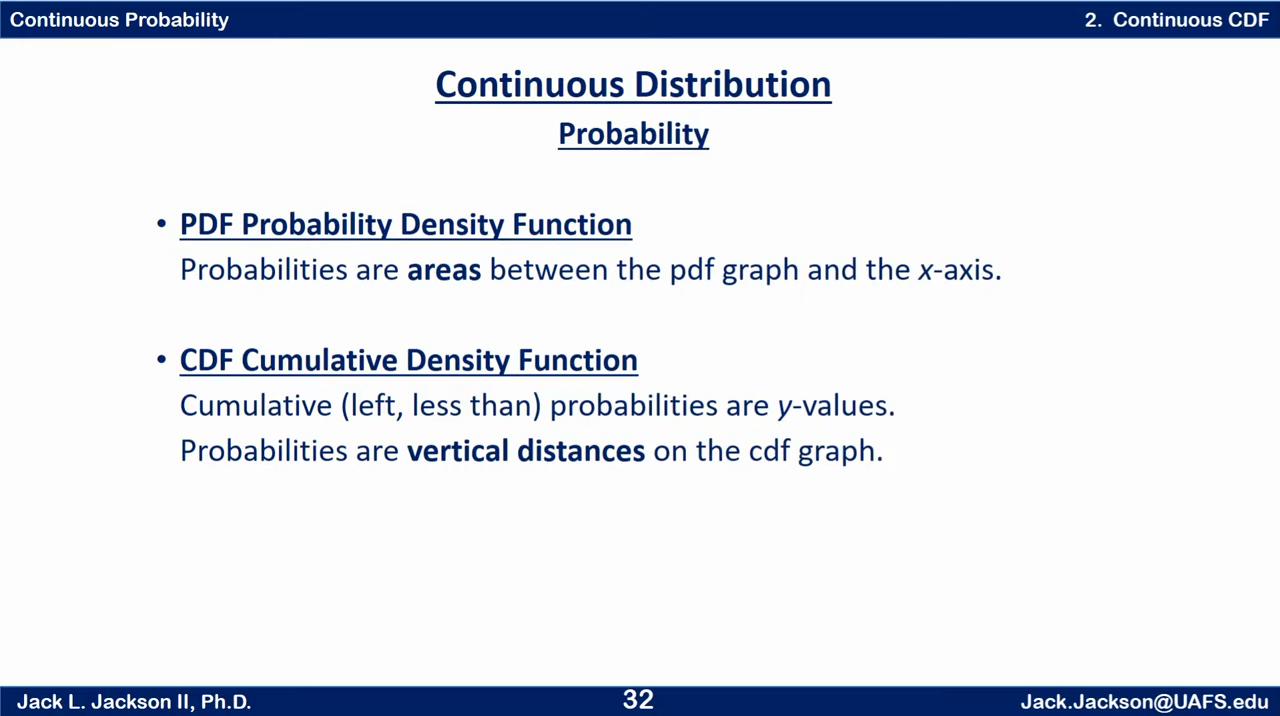 Continuous Probability
2. Continuous CDF
Continuous Distribution
Probability
• PDF Probability Density Function
Probabilities are areas between the pdf graph and the x-axis.
• CDF Cumulative Density Function
Cumulative (left, less than) probabilities are y-values.
Probabilities are vertical distances on the cdf graph.
Jack L. Jackson II, Ph.D.
32
Jack.Jackson@UAFS.edu